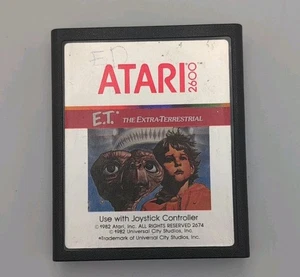 ED
ATARI 2600
E.T.* THE EXTRA-TERRESTRIAL
Use with Joystick Controller
©1982 Atari, Inc. ALL RIGHTS RESERVED 2674
©1982 Universal City Studios, Inc.
*Trademark of Universal City Studios, Inc.